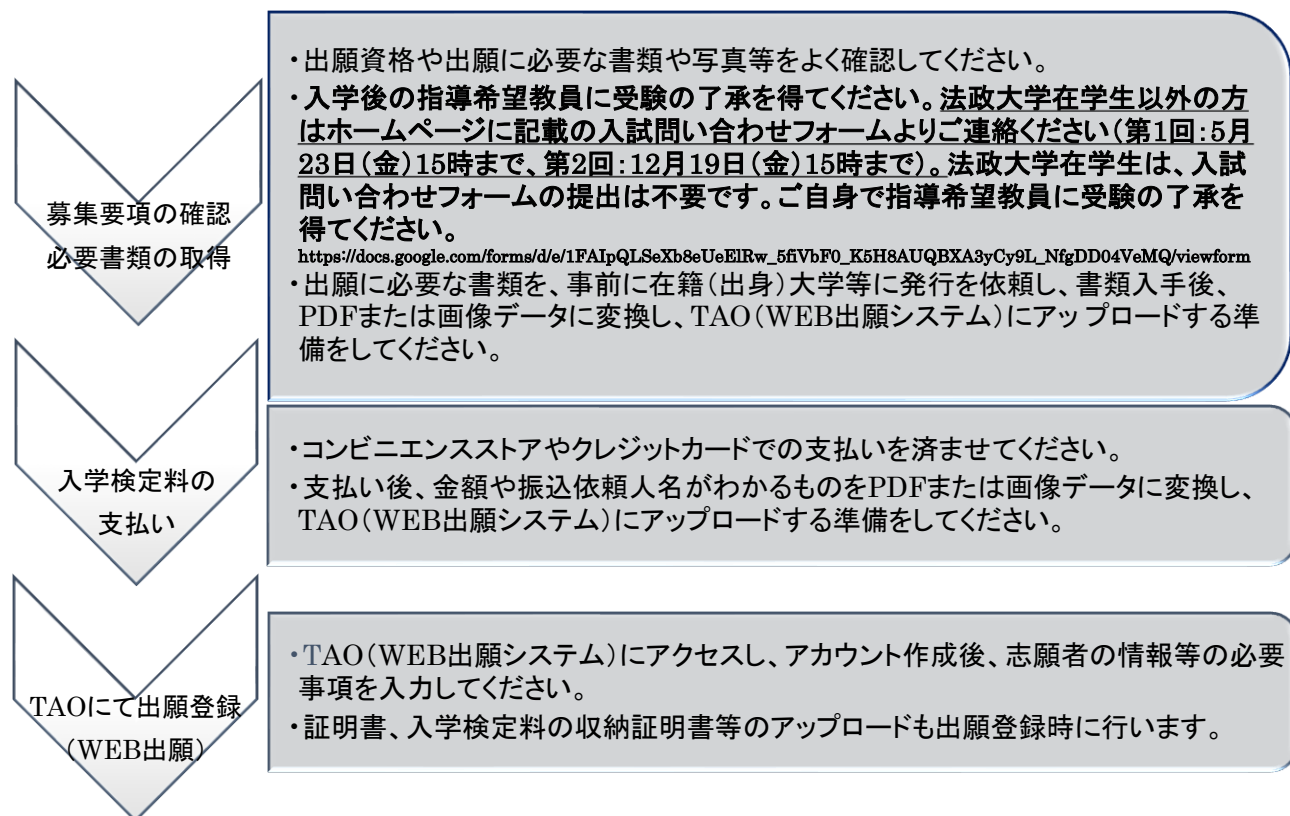 募集要項の確認
必要書類の取得
・出願資格や出願に必要な書類や写真等をよく確認してください。
・入学後の指導希望教員に受験の了承を得てください。法政大学在学生以外の方
はホームページに記載の入試問い合わせフォームよりご連絡ください（第1回：5月
23日（金）15時まで、第2回：12月19日（金）15時まで）。法政大学在学生は、入試
問い合わせフォームの提出は不要です。ご自身で指導希望教員に受験の了承を
得てください。
https://docs.google.com/forms/d/e/1FAIpQLSeXb8eUeElRw_5fiVbF0_K5H8AUQBXA3yCy9L_NfgDD04VeMQ/viewform
・出願に必要な書類を、事前に在籍（出身）大学等に発行を依頼し、書類入手後、
PDFまたは画像データに変換し、TAO（WEB出願システム）にアップロードする準
備をしてください。
入学検定料の
支払い
・コンビニエンスストアやクレジットカードでの支払いを済ませてください。
・支払い後、金額や振込依頼人名がわかるものをPDFまたは画像データに変換し、
TAO（WEB出願システム）にアップロードする準備をしてください。
TAOにて出願登録
（WEB出願）
・TAO（WEB出願システム）にアクセスし、アカウント作成後、志願者の情報等の必要
事項を入力してください。
・証明書、入学検定料の収納証明書等のアップロードも出願登録時に行います。